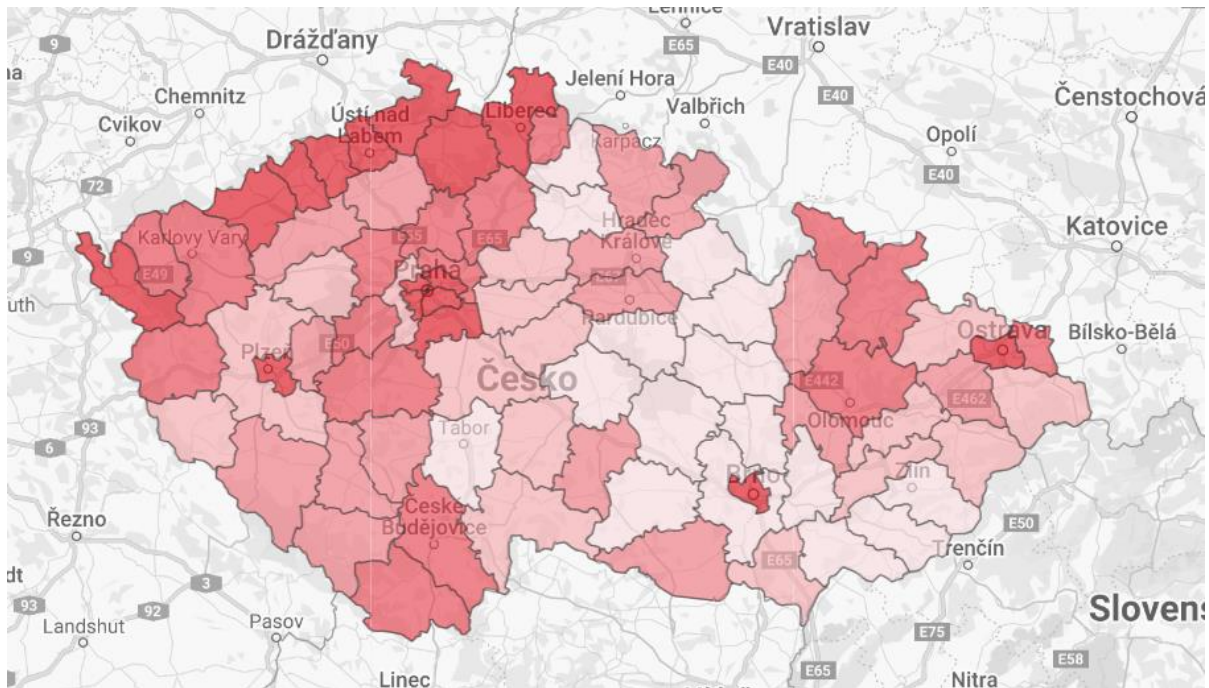 Lehnice
9
Drážďany
E65
Vratislav
E40
Jelení Hora
Chemnitz
Ústí nad
Labem
Liberec
Valbřich
E40
Čenstochová
Cvikov
Karpacz
Opolí
E40
72
Katovice
Hradec
Králové
Karlovy Vary
E55
E65
9
E49
Praha
E67
Pardubice
Ostrava
Bílsko-Bělá
E50
Plzeň
Česko
E442
E462
Olomouc
93
6
Tábor
Zlín
Brno
České
Budějovice
E50
Řezno
Trenčín
E65
3
93
92
Slovens
Landshut
Pasov
E75
E58
E65
Linec
Nitra